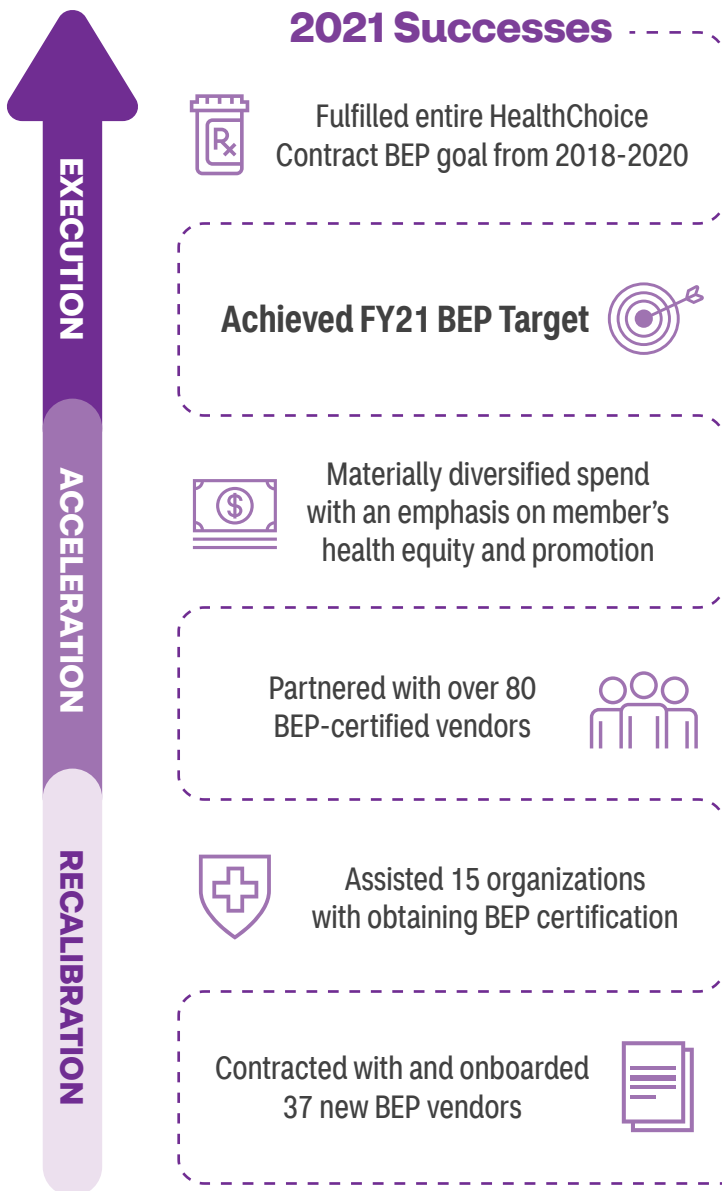 2021 Successes
Fulfilled entire HealthChoice
Contract BEP goal from 2018-2020
EXECUTION
Achieved FY21 BEP Target
ACCELERATION
Materially diversified spend
with an emphasis on member’s
health equity and promotion
Partnered with over 80
BEP-certified vendors
RECALIBRATION
Assisted 15 organizations
with obtaining BEP certification
Contracted with and onboarded
37 new BEP vendors